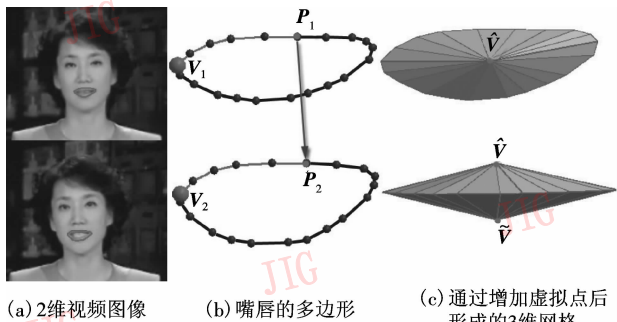 JIG
P1
V1
V̂
P2
V2
V̂
Ṽ
JIG
JIG
(a) 2维视频图像
(b) 嘴唇的多边形
(c) 通过增加虚拟点后
形成的3维网格